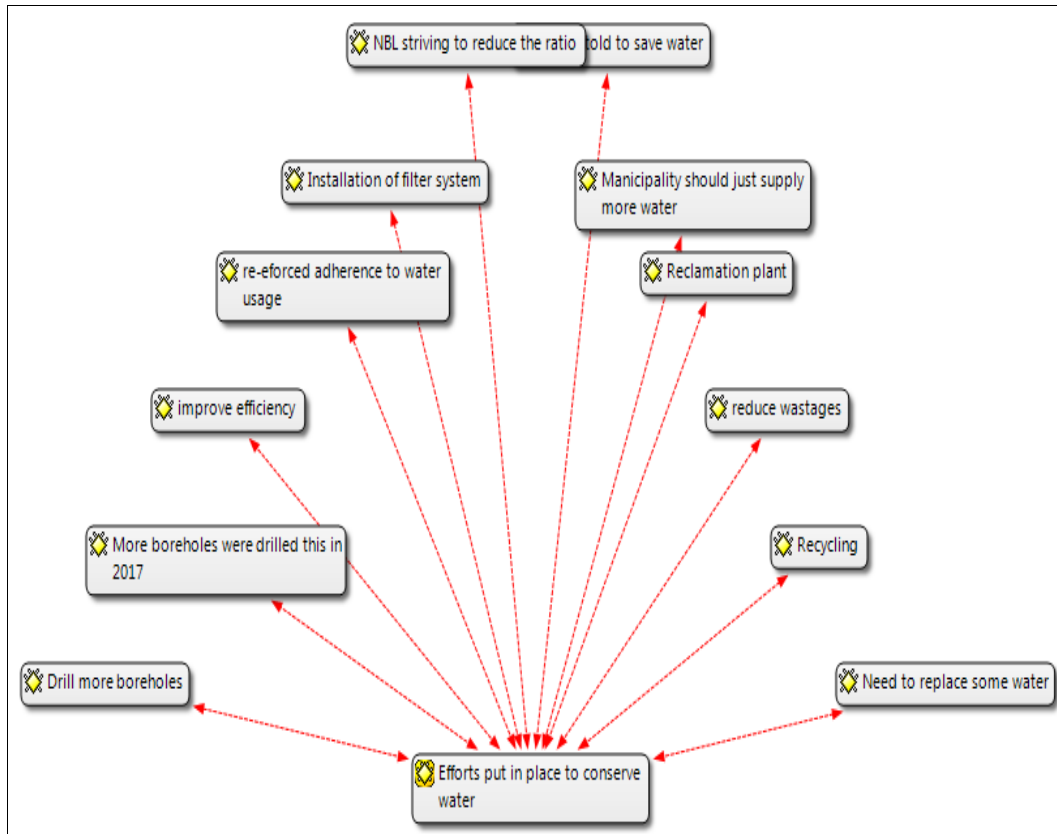 NBL striving to reduce the ratio
told to save water
Installation of filter system
Manicipality should just supply
more water
re-eforced adherence to water
usage
Reclamation plant
improve efficiency
reduce wastages
More boreholes were drilled this in
2017
Recycling
Drill more boreholes
Need to replace some water
Efforts put in place to conserve
water